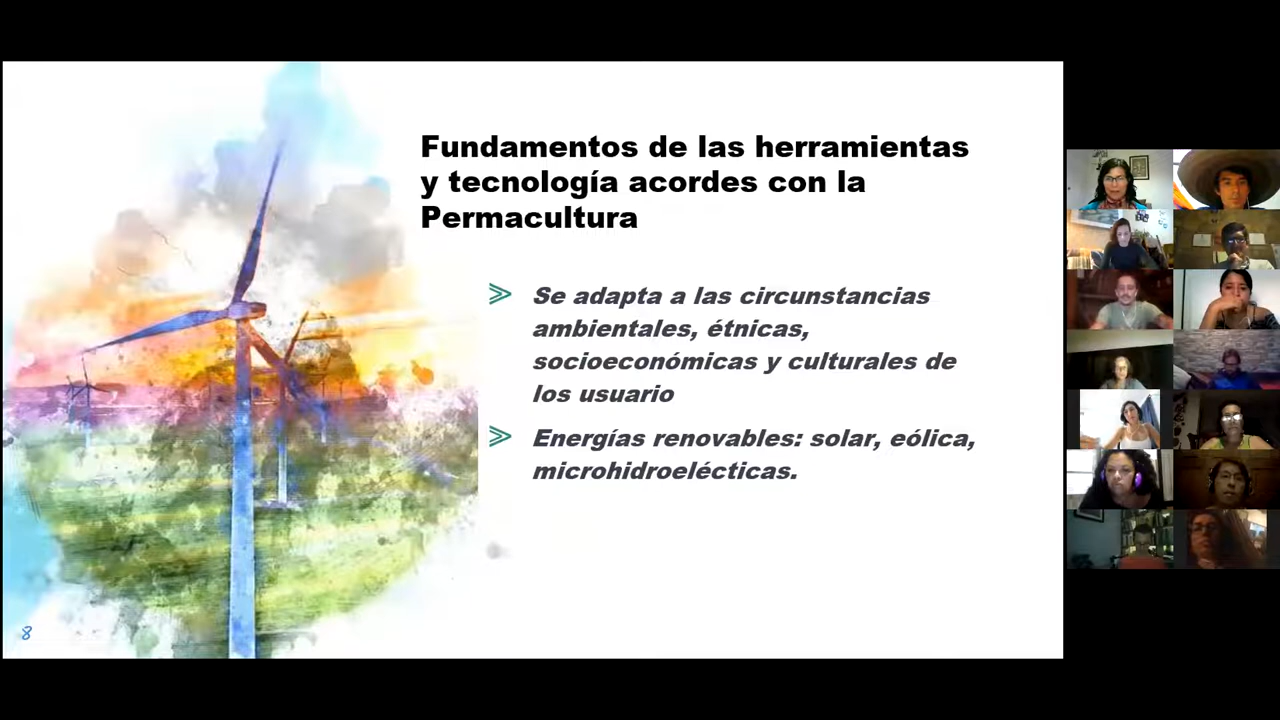 Fundamentos de las herramientas
y tecnología acordes con la
Permacultura
Se adapta a las circunstancias
ambientales, étnicas,
socioeconómicas y culturales de
los usuario
Energías renovables: solar, eólica,
microhidroelécticas.
8